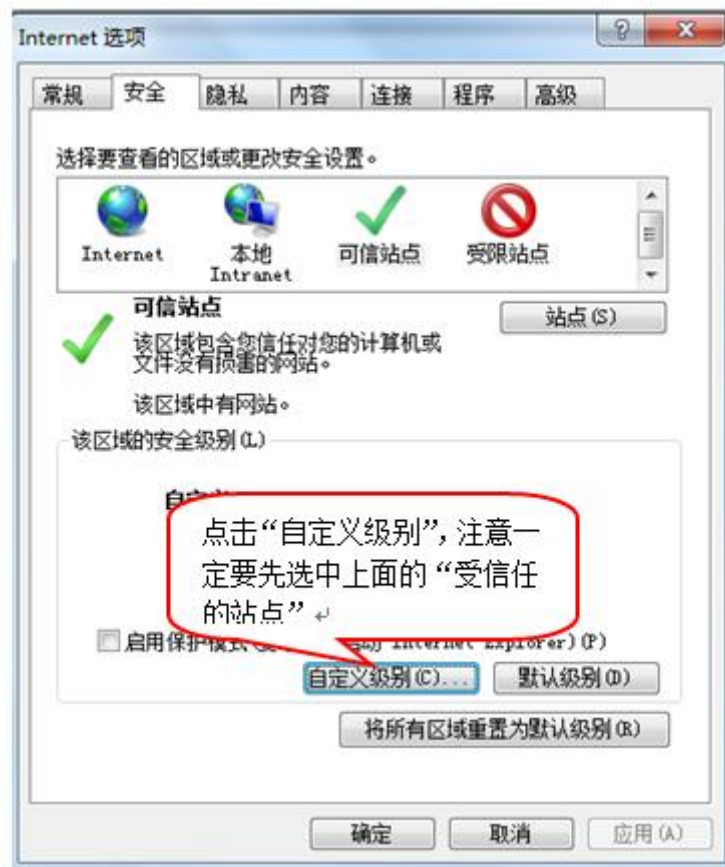 Internet 选项
常规 安全 隐私 内容 连接 程序 高级
选择要查看的区域或更改安全设置。
Internet 本地 Intranet 可信站点 受限站点
可信站点
站点(S)
该区域包含您信任对您的计算机或
文件没有损害的网站。
该区域中有网站。
该区域的安全级别(L)
点击“自定义级别”，注意一
定要先选中上面的“受信任
的站点”
启用保护模式 Internet Explorer)(P)
自定义级别(C)... 默认级别(D)
将所有区域重置为默认级别(R)
确定 取消 应用(A)